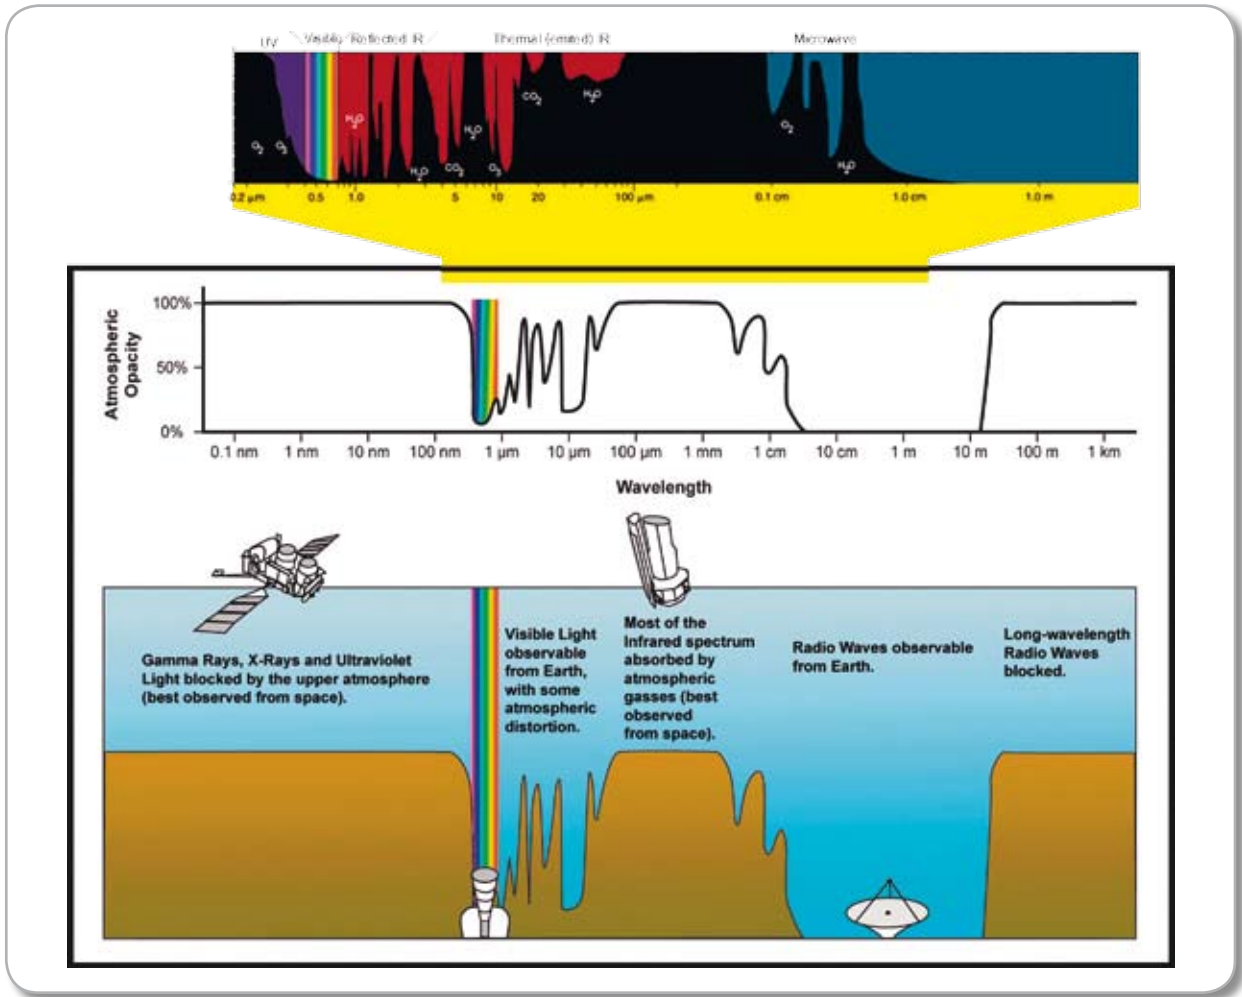 UV Visible Reflected IR Thermal (emitted) IR Microwave
CO₂ H₂O
H₂O
H₂O O₂
O₂ O₃
H₂O CO₂ O₃ H₂O
0.2 µm 0.5 1.0 5 10 20 100 µm 0.1 cm 1.0 cm 1.0 m
Atmospheric
Opacity
100%
50%
0%
0.1 nm 1 nm 10 nm 100 nm 1 µm 10 µm 100 µm 1 mm 1 cm 10 cm 1 m 10 m 100 m 1 km
Wavelength
Gamma Rays, X-Rays and Ultraviolet
Light blocked by the upper atmosphere
(best observed from space).
Visible Light
observable
from Earth,
with some
atmospheric
distortion.
Most of the
Infrared spectrum
absorbed by
atmospheric
gasses (best
observed
from space).
Radio Waves observable
from Earth.
Long-wavelength
Radio Waves
blocked.